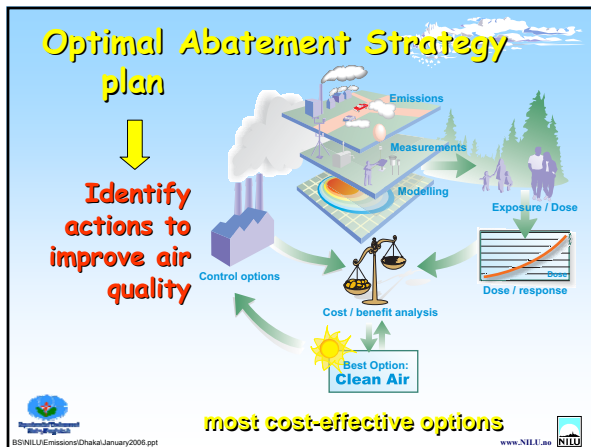 Optimal Abatement Strategy
plan
Emissions
Measurements
Modelling
Exposure / Dose
Identify
actions to
improve air
quality
Control options
Dose
Dose / response
Cost / benefit analysis
Best Option:
Clean Air
most cost-effective options
BS\NILU\Emissions\Dhaka\January2006.ppt
www.NILU.no
NILU